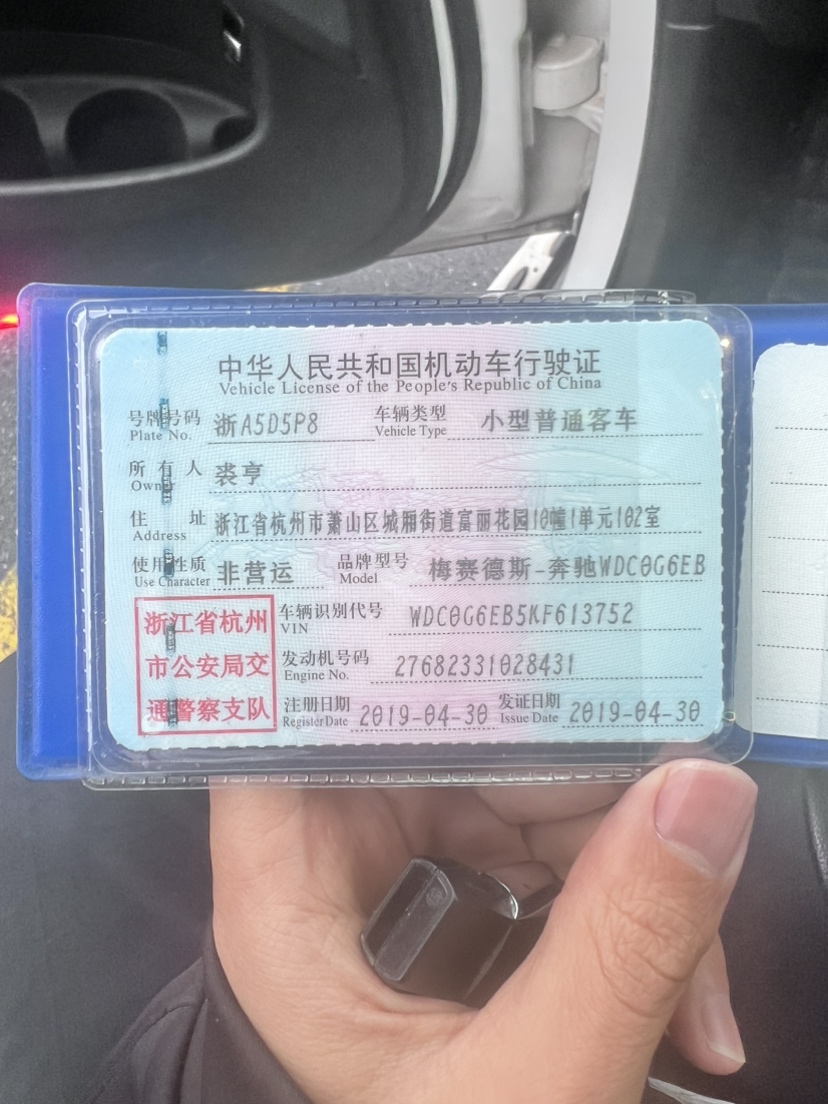 中华人民共和国机动车行驶证
Vehicle License of the People's Republic of China
号牌号码 浙A5D5P8 车辆类型 小型普通客车
Plate No. Vehicle Type
所有人 裘亨
Owner
住址 浙江省杭州市萧山区城厢街道富丽花园10幢1单元102室
Address
使用性质 非营运 品牌型号 梅赛德斯-奔驰WDC0G6EB
Use Character Model
浙江省杭州 车辆识别代号 WDC0G6EB5KF613752
VIN
市公安局交 发动机号码 27682331028431
Engine No.
通警察支队 注册日期 2019-04-30 发证日期 2019-04-30
Register Date Issue Date